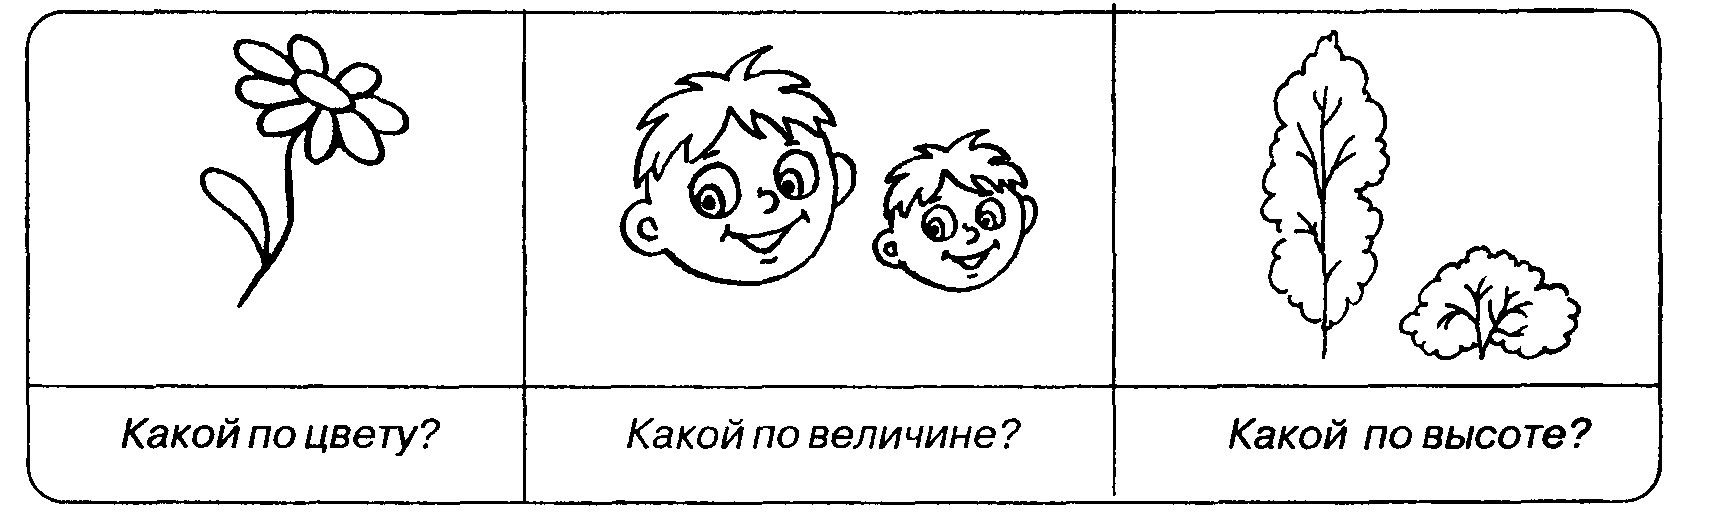 Какой по цвету?
Какой по величине?
Какой по высоте?